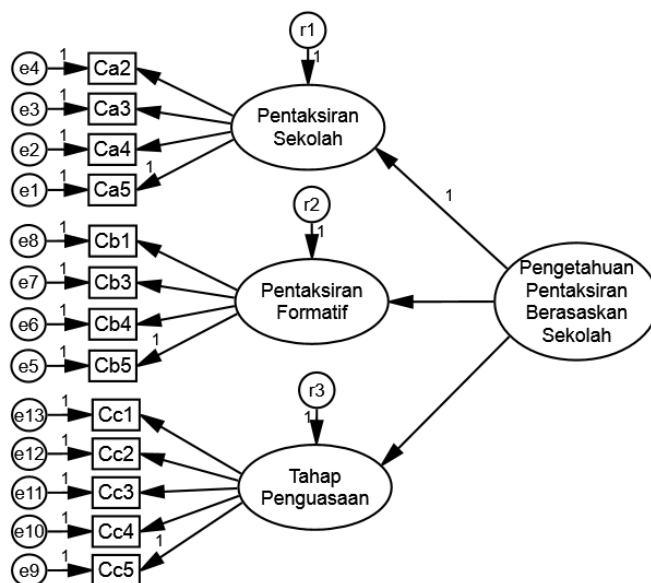 r1
1
e4 1 Ca2
e3 1 Ca3
e2 1 Ca4
e1 1 Ca5 1
Pentaksiran
Sekolah
1
r2
1
e8 1 Cb1
e7 1 Cb3
e6 1 Cb4
e5 1 Cb5 1
Pentaksiran
Formatif
Pengetahuan
Pentaksiran
Berasaskan
Sekolah
r3
1
e13 1 Cc1
e12 1 Cc2
e11 1 Cc3
e10 1 Cc4
e9 1 Cc5 1
Tahap
Penguasaan